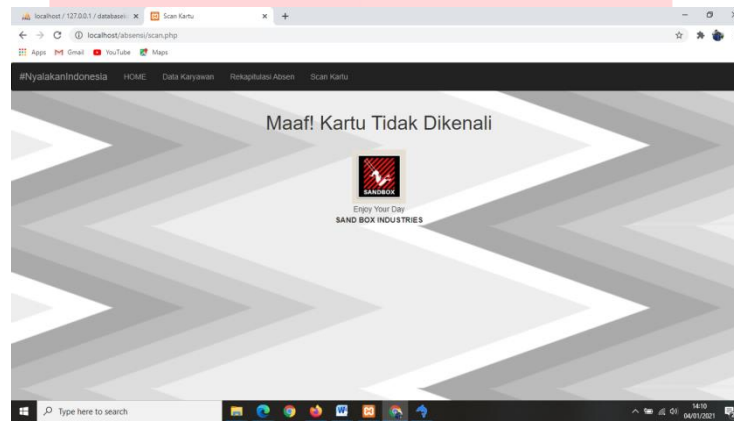 localhost / 127.0.0.1 / database
Scan Kartu
localhost/absensi/scan.php
Apps Gmail YouTube Maps
#NyalakanIndonesia HOME Data Karyawan Rekapitulasi Absen Scan Kartu
Maaf! Kartu Tidak Dikenali
SANDBOX
Enjoy Your Day
SAND BOX INDUSTRIES
Type here to search
14:10
04/01/2021